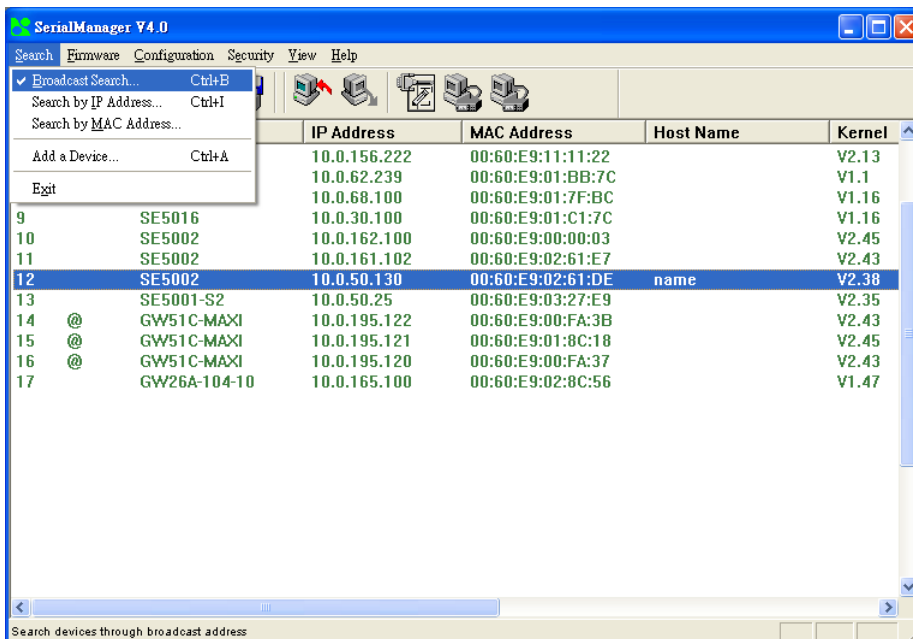 SerialManager V4.0
Search Firmware Configuration Security View Help
Broadcast Search... Ctrl+B
Search by IP Address... Ctrl+I
Search by MAC Address...
Add a Device... Ctrl+A
Exit
IP Address MAC Address Host Name Kernel
10.0.156.222 00:60:E9:11:11:22 V2.13
10.0.62.239 00:60:E9:01:BB:7C V1.1
10.0.68.100 00:60:E9:01:7F:BC V1.16
9 SE5016 10.0.30.100 00:60:E9:01:C1:7C V1.16
10 SE5002 10.0.162.100 00:60:E9:00:00:03 V2.45
11 SE5002 10.0.161.102 00:60:E9:02:61:E7 V2.43
12 SE5002 10.0.50.130 00:60:E9:02:61:DE name V2.38
13 SE5001-S2 10.0.50.25 00:60:E9:03:27:E9 V2.35
14 @ GW51C-MAXI 10.0.195.122 00:60:E9:00:FA:3B V2.43
15 @ GW51C-MAXI 10.0.195.121 00:60:E9:01:8C:18 V2.45
16 @ GW51C-MAXI 10.0.195.120 00:60:E9:00:FA:37 V2.43
17 GW26A-104-10 10.0.165.100 00:60:E9:02:8C:56 V1.47
Search devices through broadcast address